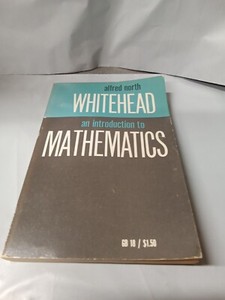 alfred north
WHITEHEAD
an introduction to
MATHEMATICS
GB 18 / $1.50